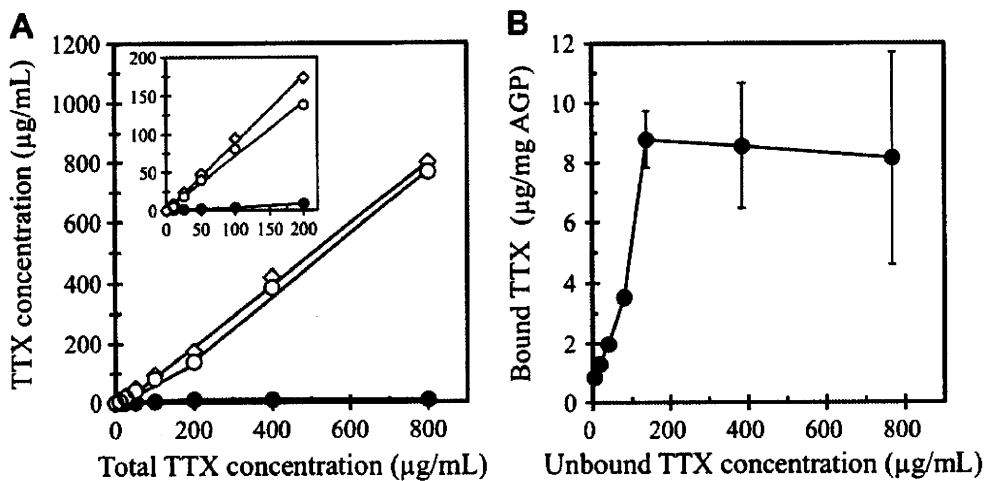 A
TTX concentration (µg/mL)
1200
1000
800
600
400
200
0
200
150
100
50
25
0
0 50 100 150 200
0 200 400 600 800
Total TTX concentration (µg/mL)
B
Bound TTX (µg/mg AGP)
12
10
8
6
4
2
0
0 200 400 600 800
Unbound TTX concentration (µg/mL)